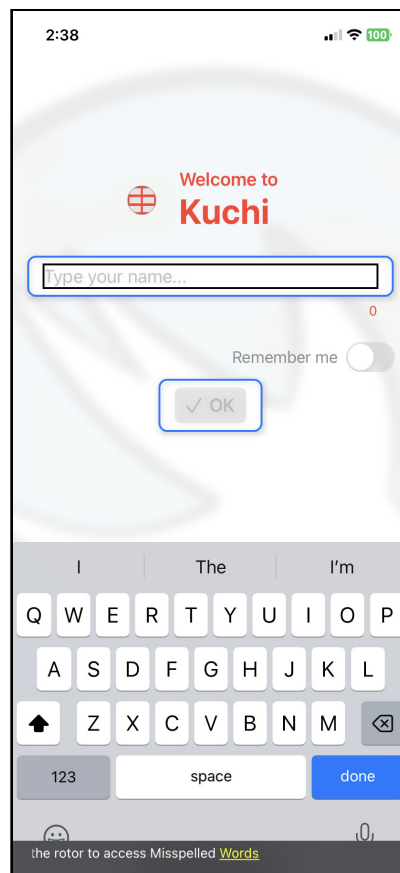 2:38
100
Welcome to
Kuchi
Type your name...
0
Remember me
✓ OK
I The I'm
Q W E R T Y U I O P
A S D F G H J K L
Z X C V B N M
123 space done
the rotor to access Misspelled Words